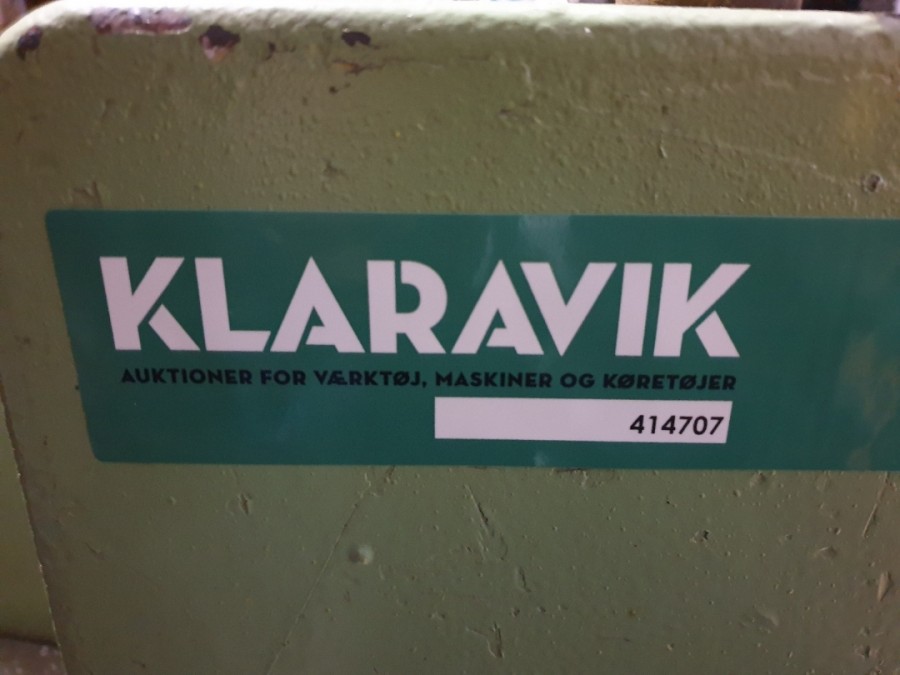 KLARAVIK
AUKTIONER FOR VÆRKTØJ, MASKINER OG KØRETØJER
414707